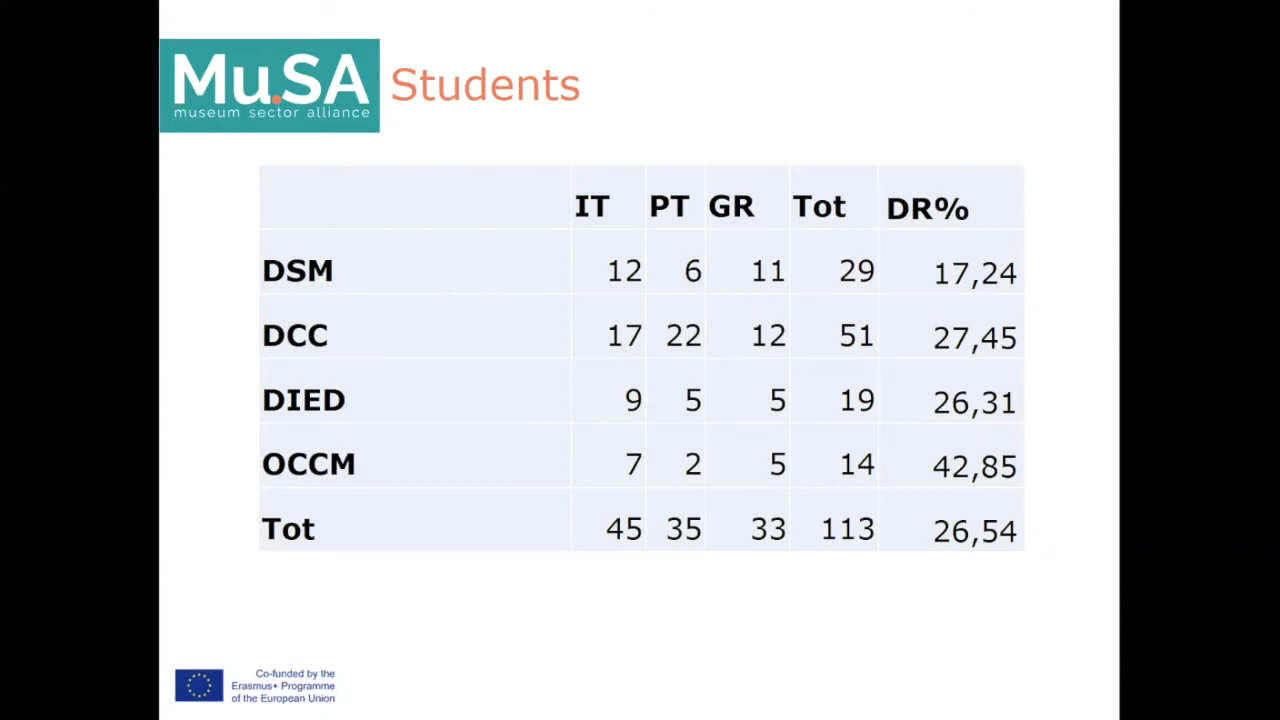 Mu.SA
museum sector alliance
Students
IT PT GR Tot DR%
DSM 12 6 11 29 17,24
DCC 17 22 12 51 27,45
DIED 9 5 5 19 26,31
OCCM 7 2 5 14 42,85
Tot 45 35 33 113 26,54
Co-funded by the
Erasmus+ Programme
of the European Union